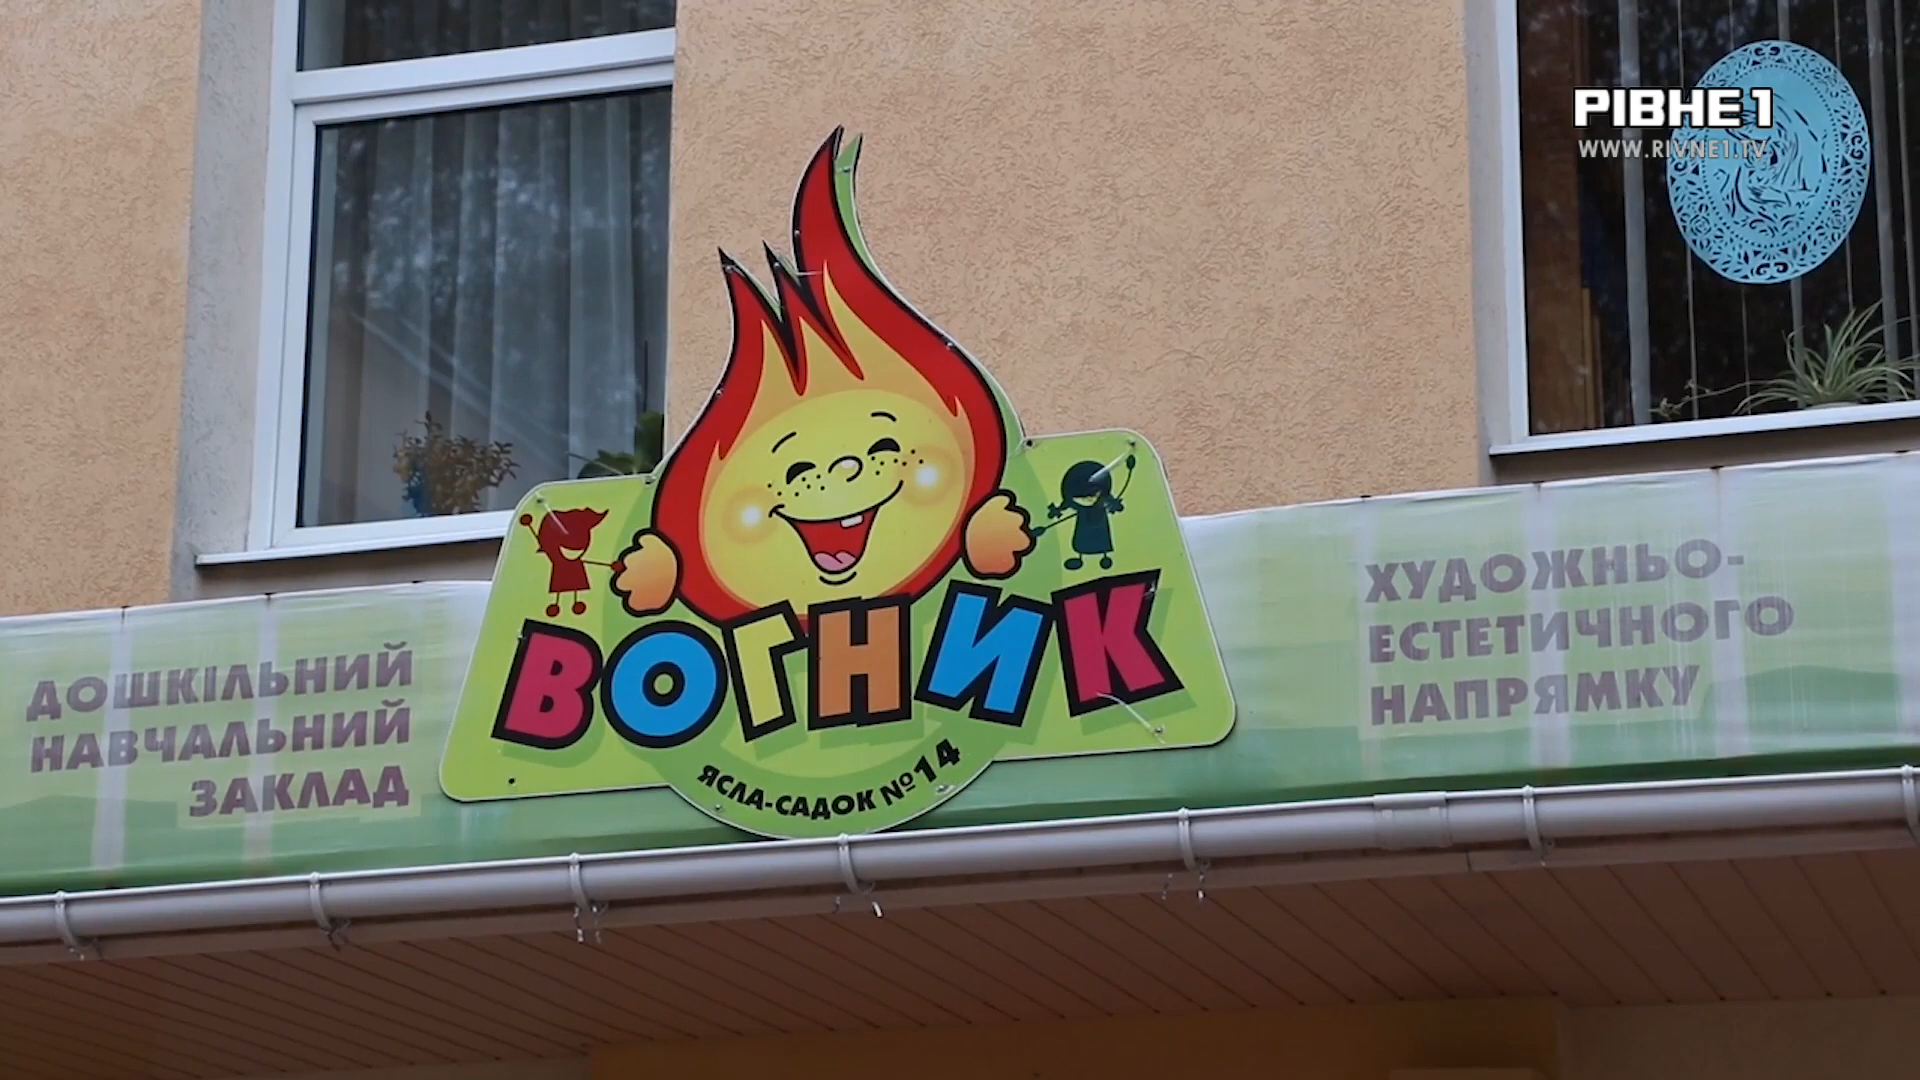 РІВНЕ 1
WWW.RIVNE1.TV
ДОШКІЛЬНИЙ
НАВЧАЛЬНИЙ
ЗАКЛАД
ВОГНИК
ЯСЛА-САДОК №14
ХУДОЖНЬО-
ЕСТЕТИЧНОГО
НАПРЯМКУ